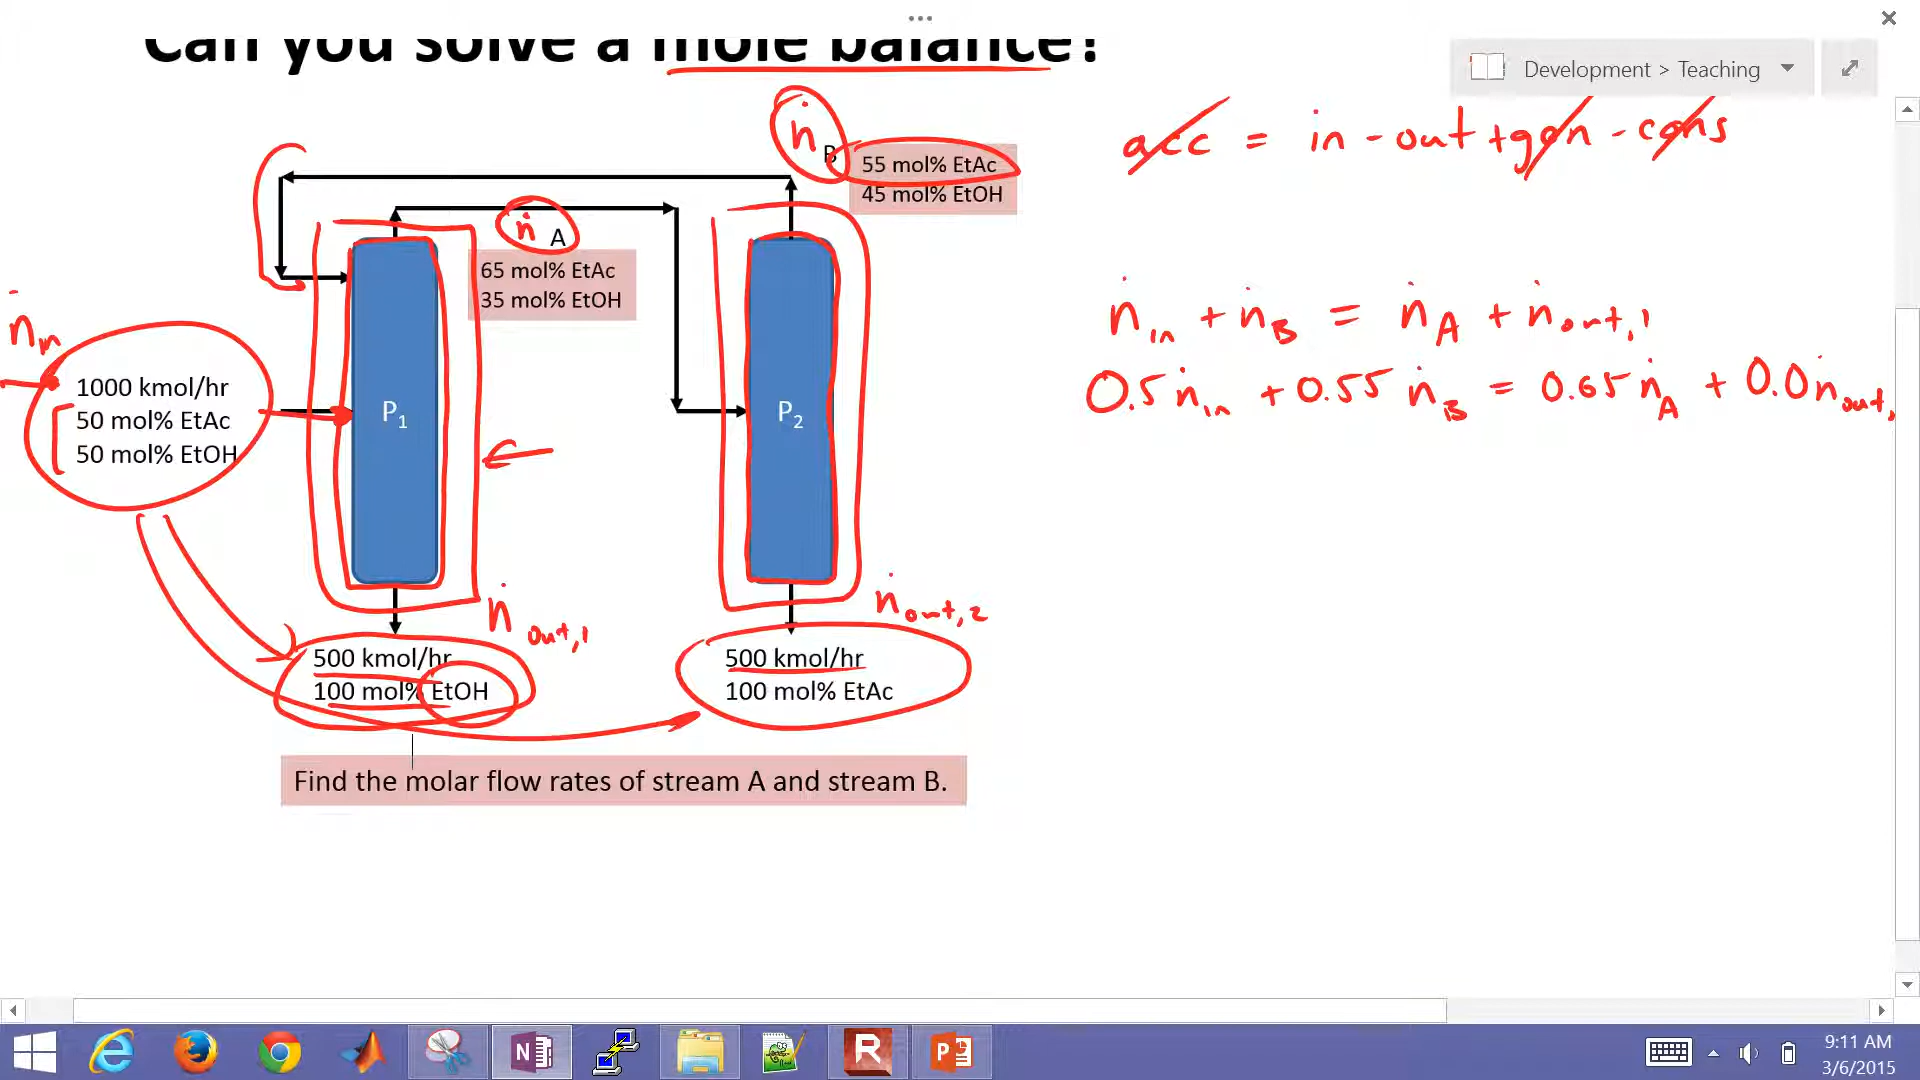 Can you solve a mole balance?
Development > Teaching
acc = in - out + gen - cons
ṅ B
55 mol% EtAc
45 mol% EtOH
ṅ A
65 mol% EtAc
35 mol% EtOH
ṅin
1000 kmol/hr
50 mol% EtAc
50 mol% EtOH
P1
P2
ṅin + ṅB = ṅA + ṅout,1
0.5 ṅin + 0.55 ṅB = 0.65 ṅA + 0.0 ṅout,
ṅout,1
ṅout,2
500 kmol/hr
100 mol% EtOH
500 kmol/hr
100 mol% EtAc
Find the molar flow rates of stream A and stream B.
9:11 AM
3/6/2015